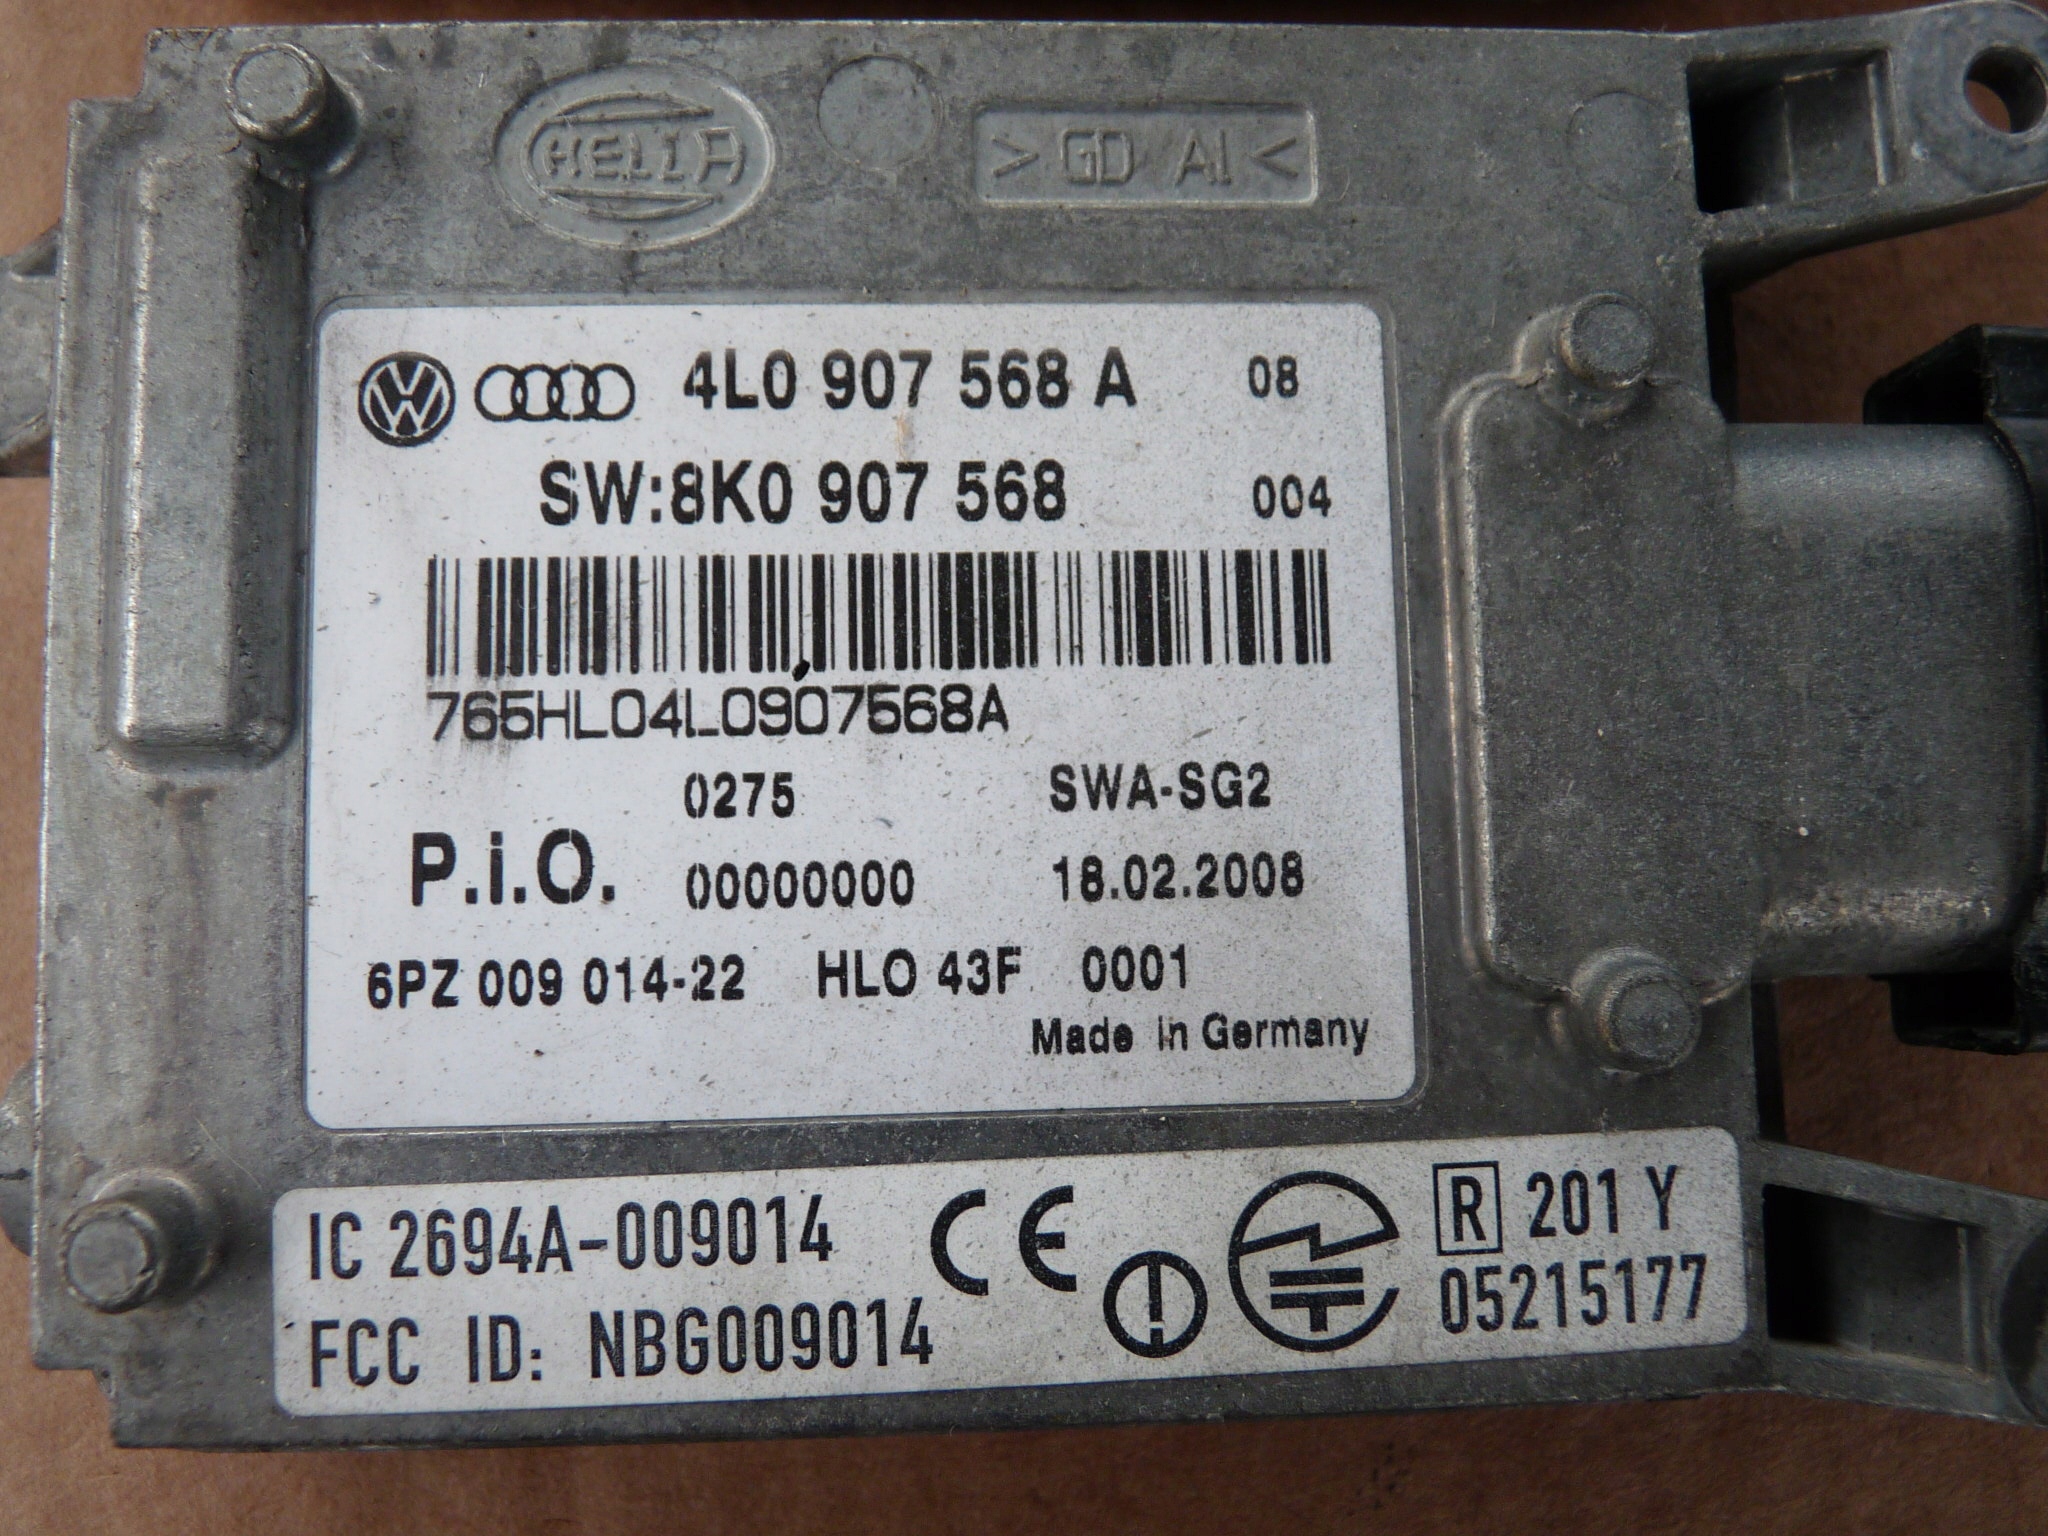 HELLA
> GD Al <
4L0 907 568 A 08
SW:8K0 907 568 004
765HL04L0907568A
0275 SWA-SG2
P.i.O. 00000000 18.02.2008
6PZ 009 014-22 HLO 43F 0001
Made in Germany
IC 2694A-009014 CE R 201 Y
FCC ID: NBG009014 05215177